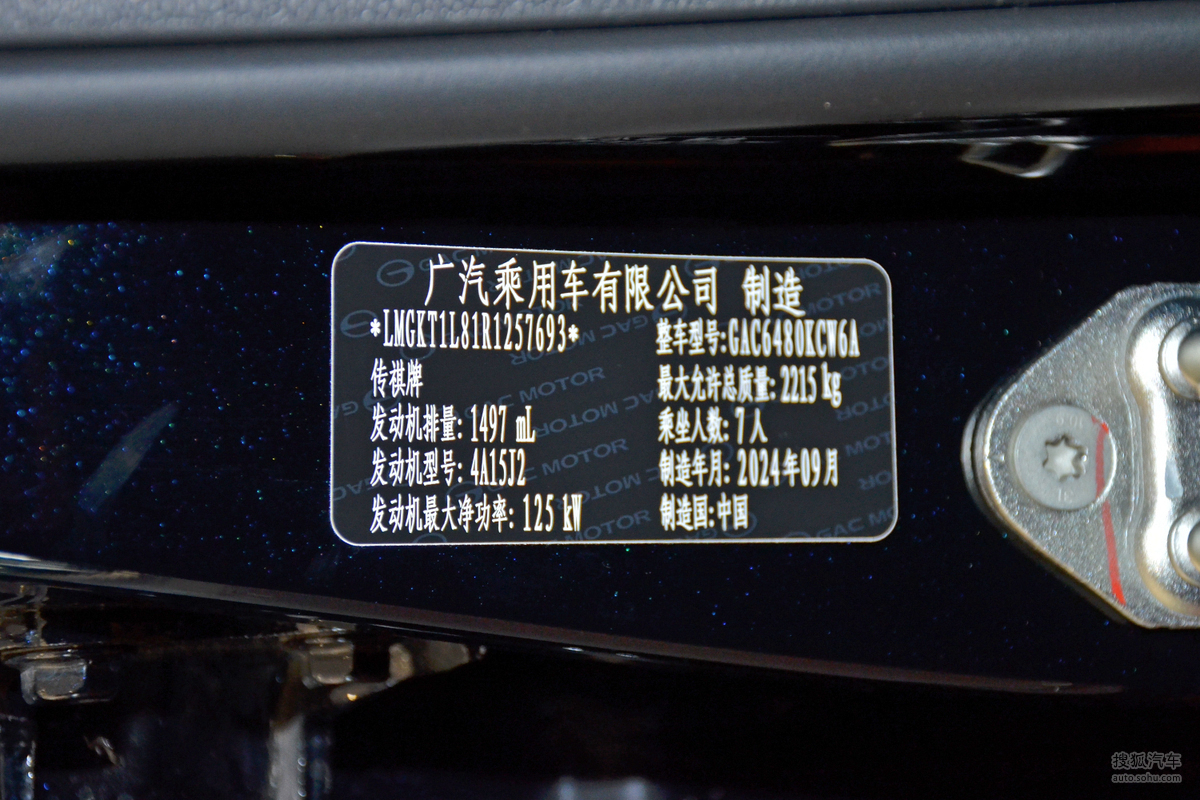 广汽乘用车有限公司 制造
*LMGKT1L81R1257693*
整车型号:GAC6480KCW6A
传祺牌
最大允许总质量:2215 kg
发动机排量:1497 mL
乘坐人数:7人
发动机型号:4A15J2
制造年月:2024年09月
发动机最大净功率:125 kW
制造国:中国
GAC MOTOR
搜狐汽车
auto.sohu.com